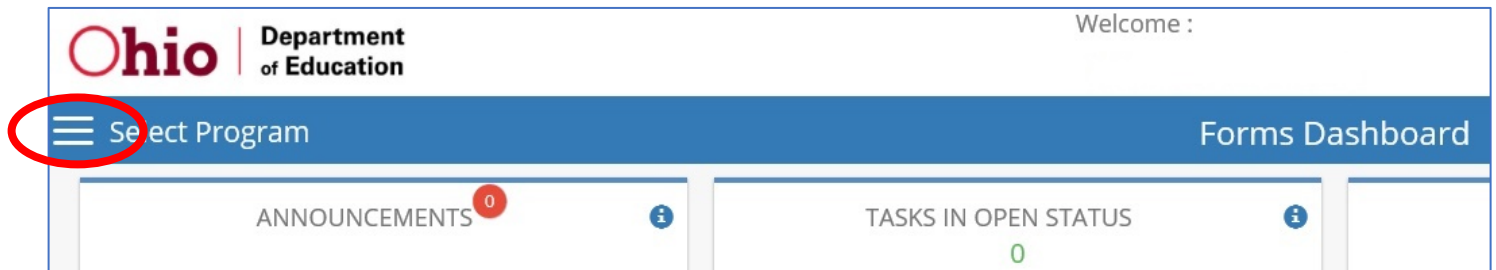 Ohio Department of Education
Welcome :
Select Program
Forms Dashboard
ANNOUNCEMENTS 0
TASKS IN OPEN STATUS
0